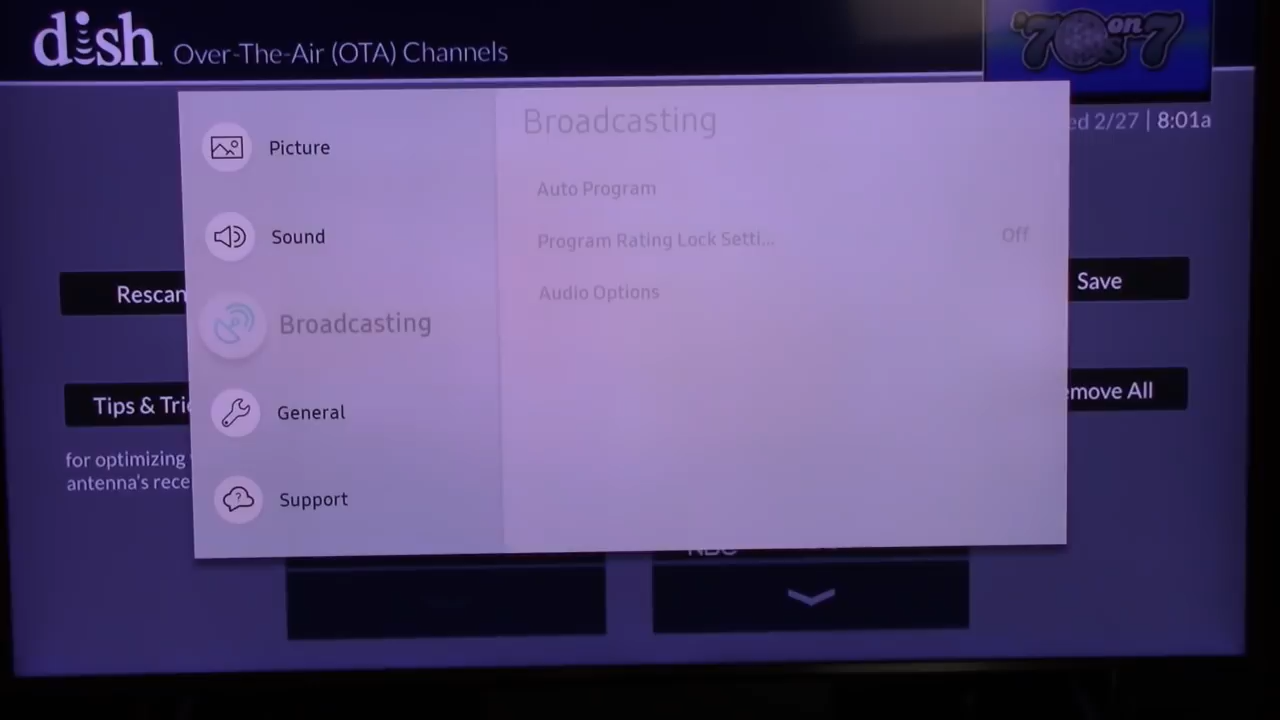 dish Over-The-Air (OTA) Channels
'70s on 7
ed 2/27 | 8:01a
Broadcasting
Picture
Auto Program
Sound
Program Rating Lock Setti... Off
Rescan
Save
Audio Options
Broadcasting
Tips & Tri
emove All
General
for optimizing
antenna's rece
Support
NBC